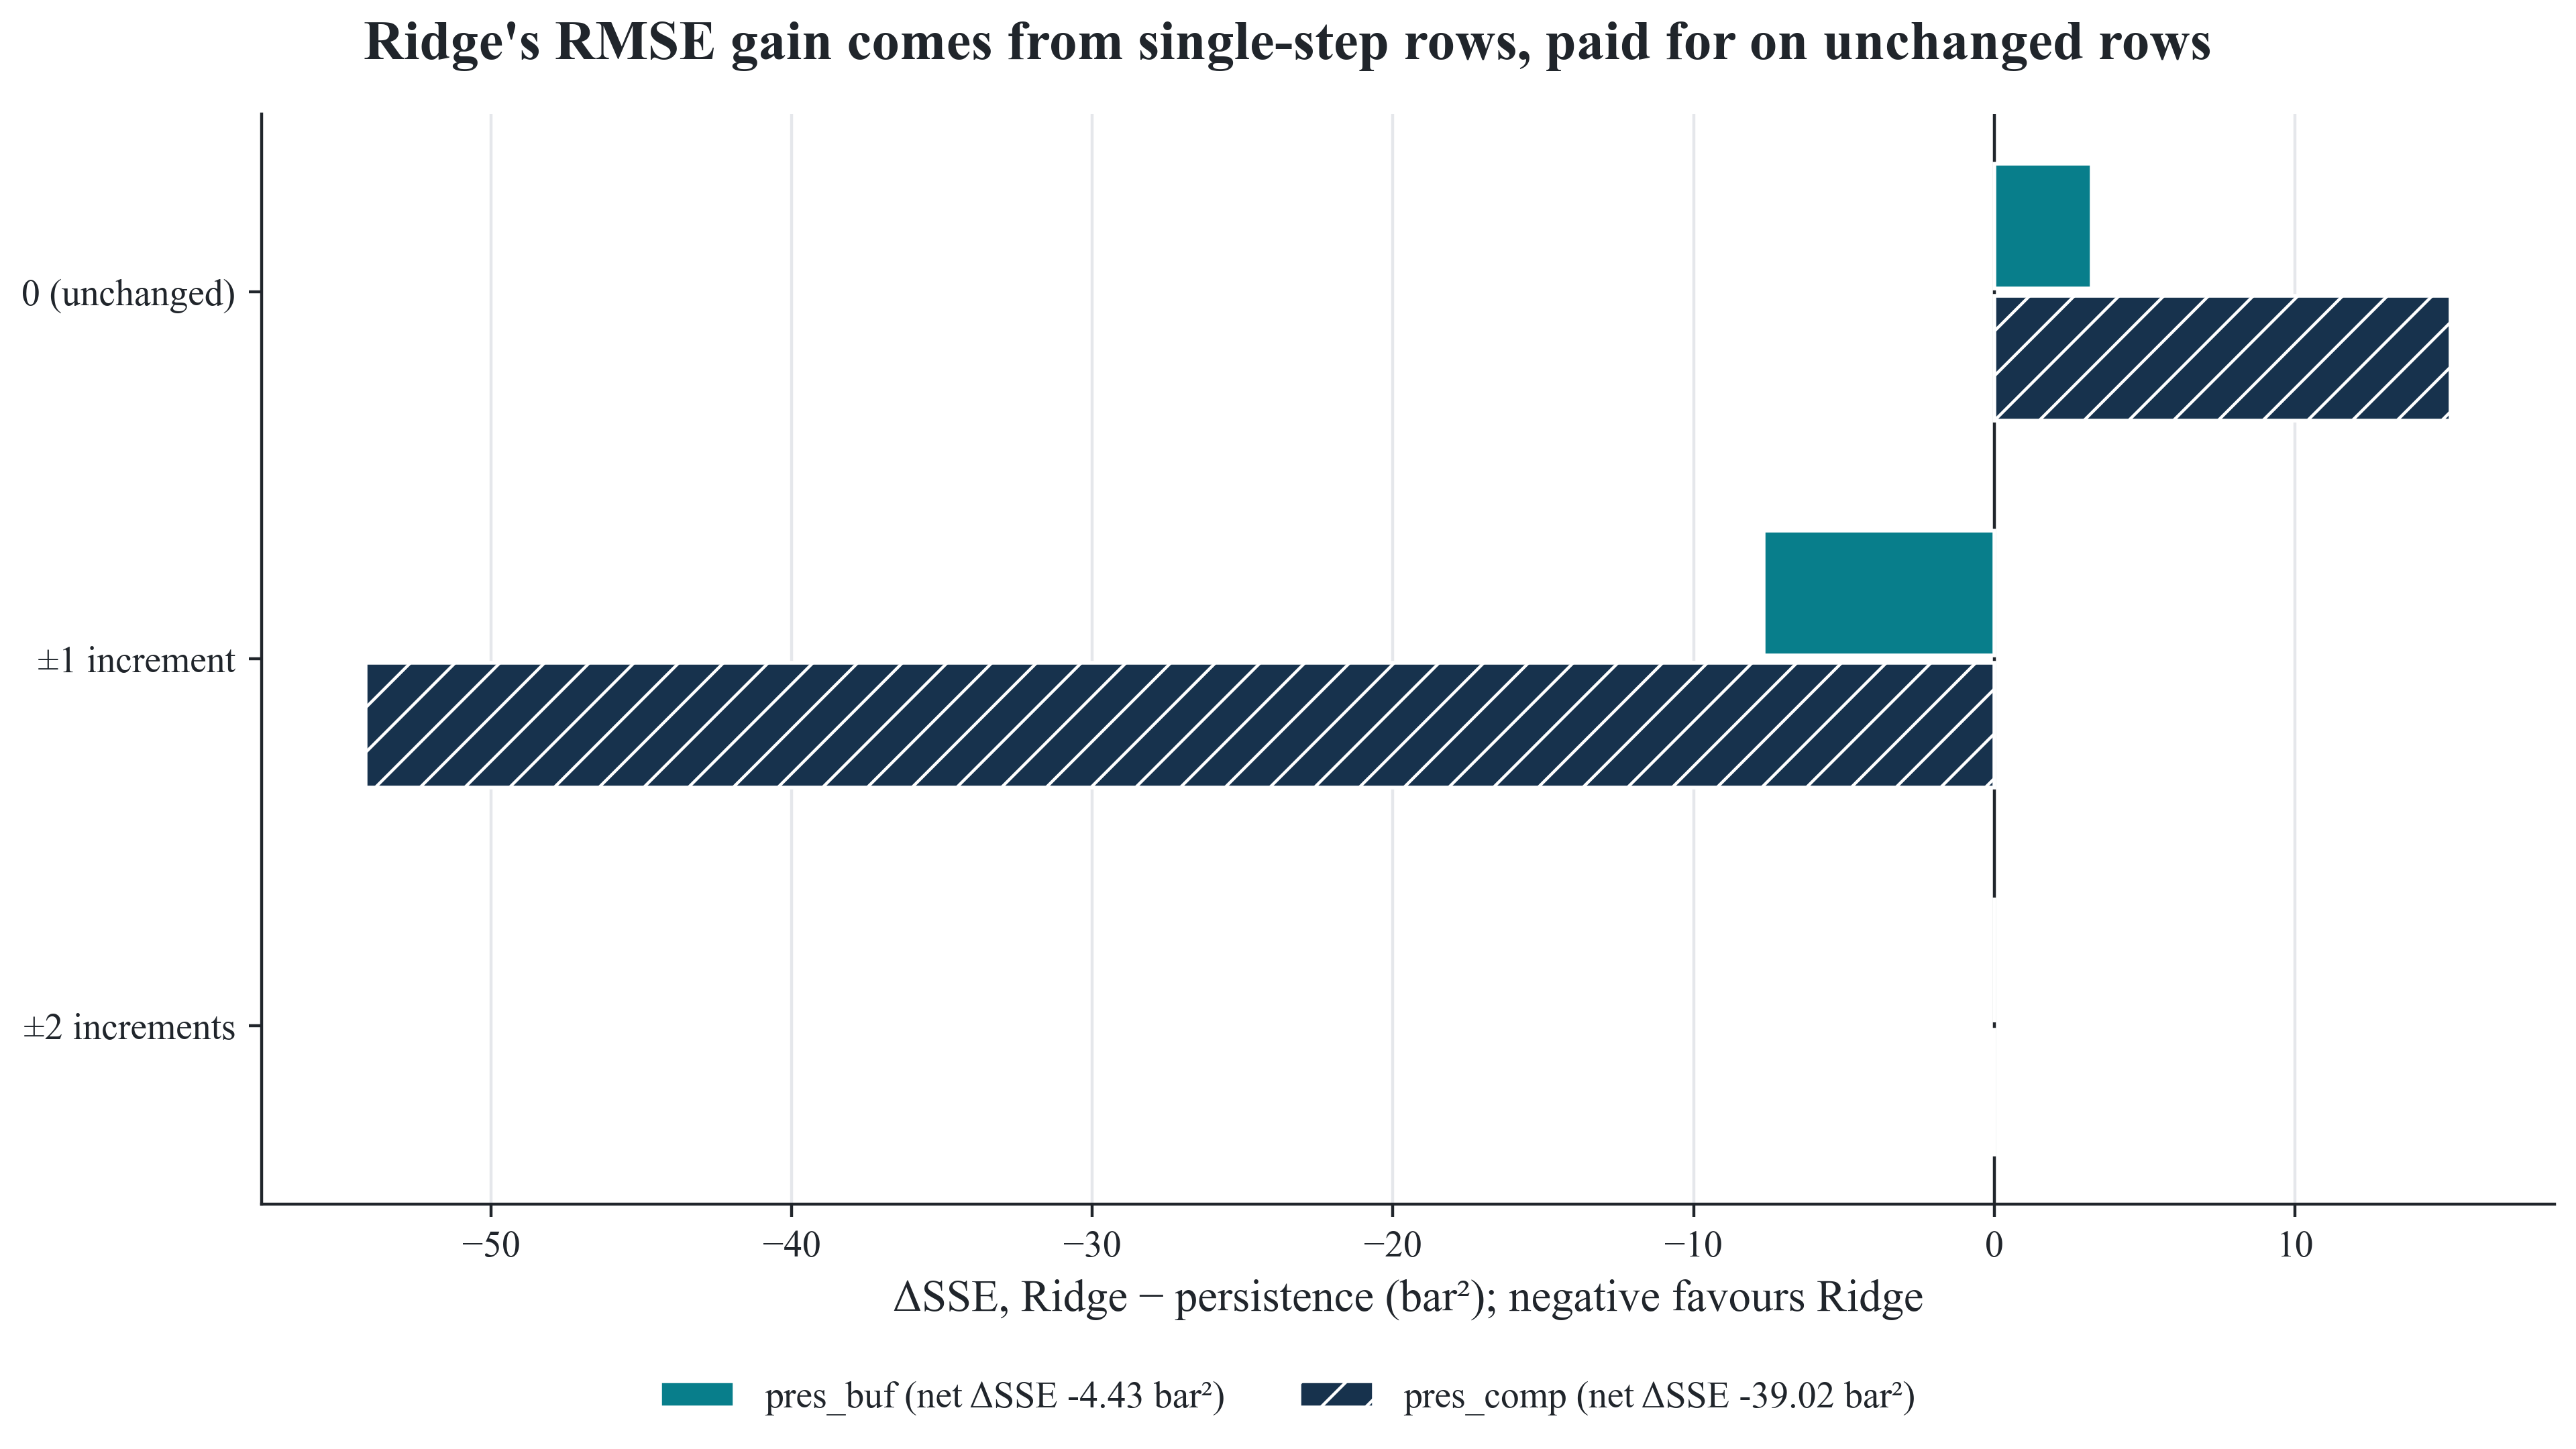 Ridge's RMSE gain comes from single-step rows, paid for on unchanged rows
0 (unchanged)
±1 increment
±2 increments
−50 −40 −30 −20 −10 0 10
ΔSSE, Ridge − persistence (bar²); negative favours Ridge
pres_buf (net ΔSSE -4.43 bar²) pres_comp (net ΔSSE -39.02 bar²)